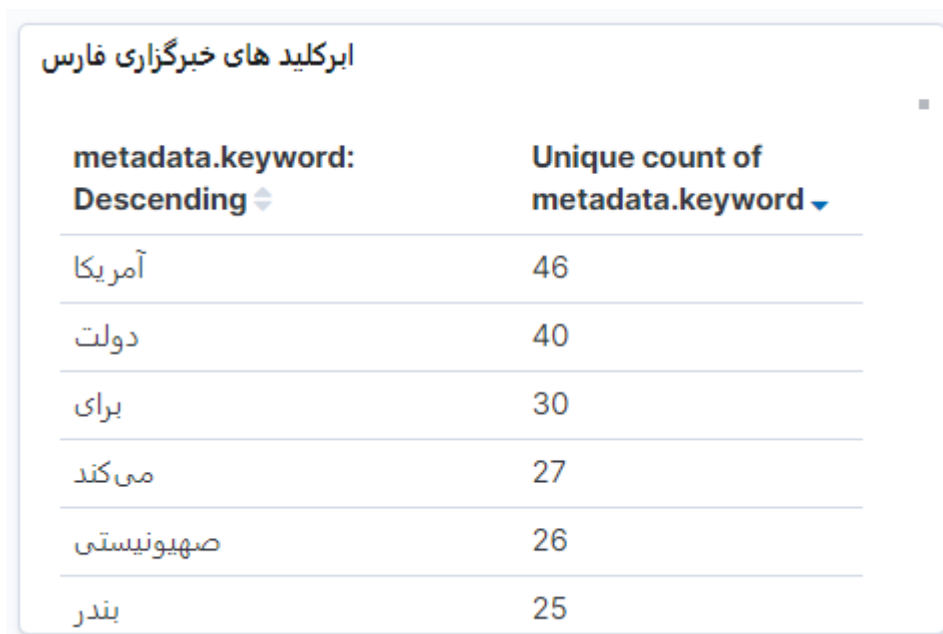 ابرکلید های خبرگزاری فارس
metadata.keyword: Unique count of
Descending metadata.keyword
آمریکا 46
دولت 40
برای 30
می‌کند 27
صهیونیستی 26
بندر 25